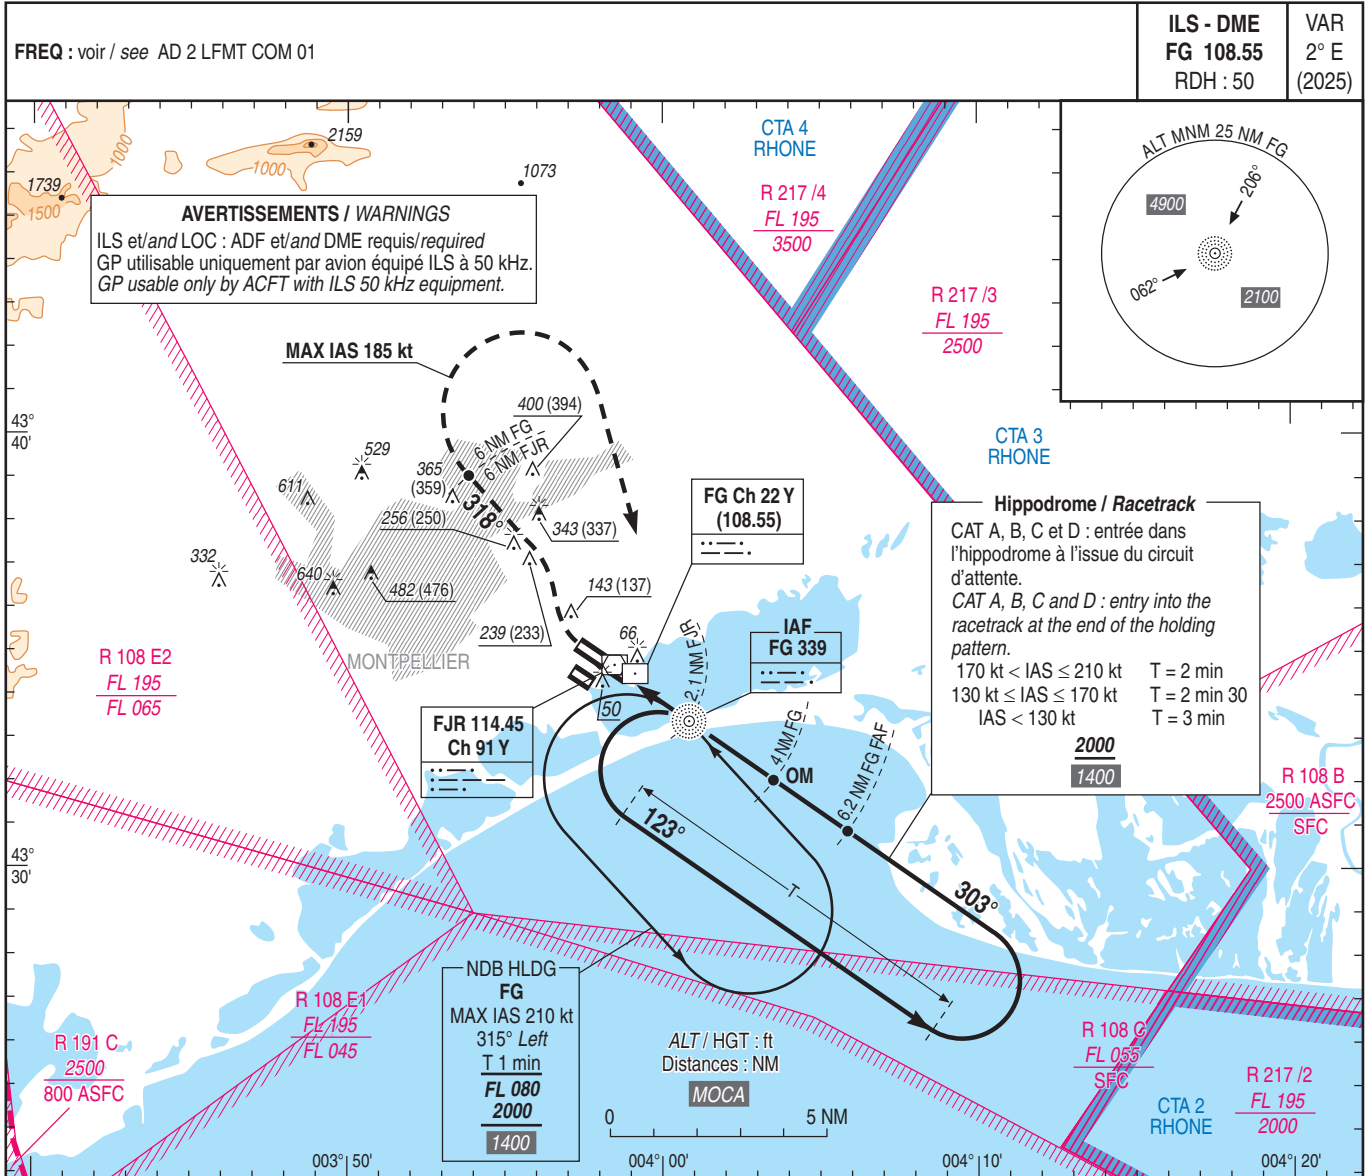 FREQ : voir / see AD 2 LFMT COM 01
ILS - DME
FG 108.55
RDH : 50
VAR
2° E
(2025)
ALT MNM 25 NM FG
206°
4900
062°
2100
1000
2159
1000
1073
1739
1500
AVERTISSEMENTS / WARNINGS
ILS et/and LOC : ADF et/and DME requis/required
GP utilisable uniquement par avion équipé ILS à 50 kHz.
GP usable only by ACFT with ILS 50 kHz equipment.
CTA 4
RHONE
R 217 /4
FL 195
3500
R 217 /3
FL 195
2500
MAX IAS 185 kt
400 (394)
43°
40'
6 NM FG
6 NM FJR
529
365
(359)
611
318°
256 (250)
343 (337)
332
640
482 (476)
143 (137)
239 (233)
66
MONTPELLIER
50
CTA 3
RHONE
FG Ch 22 Y
(108.55)
Hippodrome / Racetrack
CAT A, B, C et D : entrée dans
l'hippodrome à l'issue du circuit
d'attente.
CAT A, B, C and D : entry into the
racetrack at the end of the holding
pattern.
170 kt < IAS ≤ 210 kt T = 2 min
130 kt ≤ IAS ≤ 170 kt T = 2 min 30
IAS < 130 kt T = 3 min
2000
1400
IAF
FG 339
2.1 NM FJR
R 108 E2
FL 195
FL 065
FJR 114.45
Ch 91 Y
4 NM FG
OM
6.2 NM FG FAF
R 108 B
2500 ASFC
SFC
123°
T
303°
43°
30'
NDB HLDG
FG
MAX IAS 210 kt
315° Left
T 1 min
FL 080
2000
1400
R 108 E1
FL 195
FL 045
R 191 C
2500
800 ASFC
ALT / HGT : ft
Distances : NM
MOCA
0 5 NM
R 108 C
FL 055
SFC
CTA 2
RHONE
R 217 /2
FL 195
2000
003° 50'
004° 00'
004° 10'
004° 20'